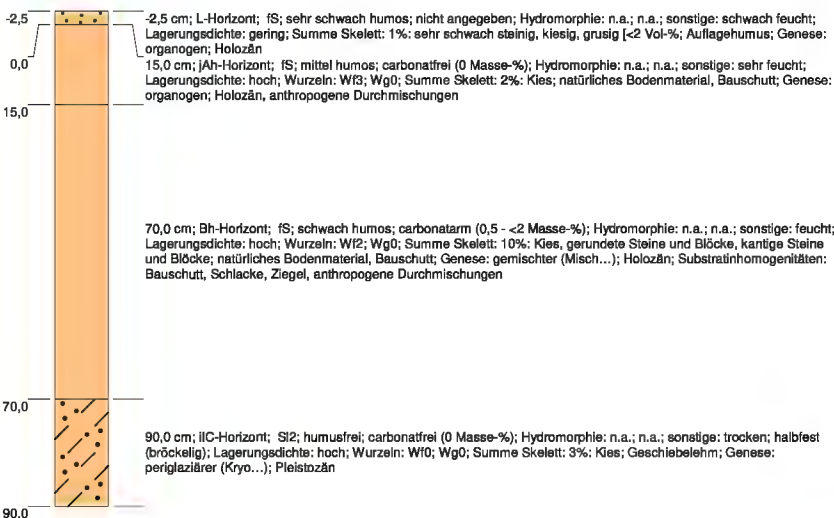 -2,5
-2,5 cm; L-Horizont; fS; sehr schwach humos; nicht angegeben; Hydromorphie: n.a.; n.a.; sonstige: schwach feucht;
Lagerungsdichte: gering; Summe Skelett: 1%: sehr schwach steinig, kiesig, grusig [<2 Vol-%; Auflagehumus; Genese:
organogen; Holozän
0,0
15,0 cm; jAh-Horizont; fS; mittel humos; carbonatfrei (0 Masse-%); Hydromorphie: n.a.; n.a.; sonstige: sehr feucht;
Lagerungsdichte: hoch; Wurzeln: Wf3; Wg0; Summe Skelett: 2%: Kies; natürliches Bodenmaterial, Bauschutt; Genese:
organogen; Holozän, anthropogene Durchmischungen
15,0
70,0 cm; Bh-Horizont; fS; schwach humos; carbonatarm (0,5 - <2 Masse-%); Hydromorphie: n.a.; n.a.; sonstige: feucht;
Lagerungsdichte: hoch; Wurzeln: Wf2; Wg0; Summe Skelett: 10%: Kies, gerundete Steine und Blöcke, kantige Steine
und Blöcke; natürliches Bodenmaterial, Bauschutt; Genese: gemischter (Misch...); Holozän; Substratinhomogenitäten:
Bauschutt, Schlacke, Ziegel, anthropogene Durchmischungen
70,0
90,0 cm; ilC-Horizont; Sl2; humusfrei; carbonatfrei (0 Masse-%); Hydromorphie: n.a.; n.a.; sonstige: trocken; halbfest
(bröckelig); Lagerungsdichte: hoch; Wurzeln: Wf0; Wg0; Summe Skelett: 3%: Kies; Geschiebelehm; Genese:
periglaziärer (Kryo...); Pleistozän
90,0